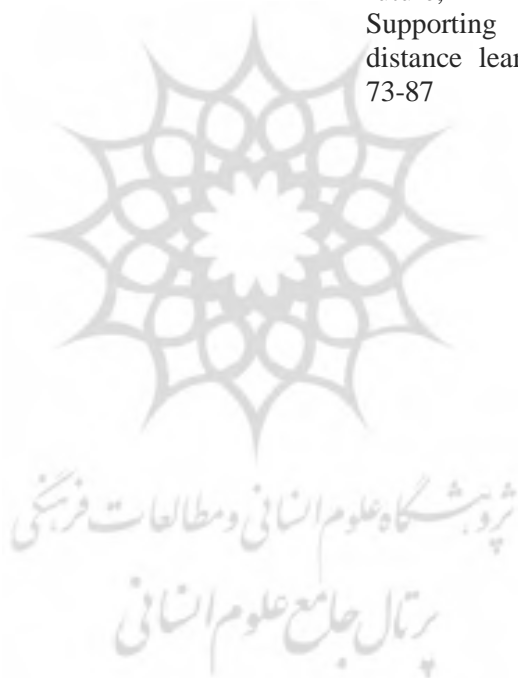 Supporting
distance lear
73-87
پژوهشگاه علوم انسانی و مطالعات فرهنگی
پرتال جامع علوم انسانی